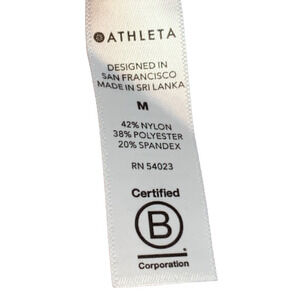 ATHLETA
DESIGNED IN
SAN FRANCISCO
MADE IN SRI LANKA
M
42% NYLON
38% POLYESTER
20% SPANDEX
RN 54023
Certified
B
Corporation